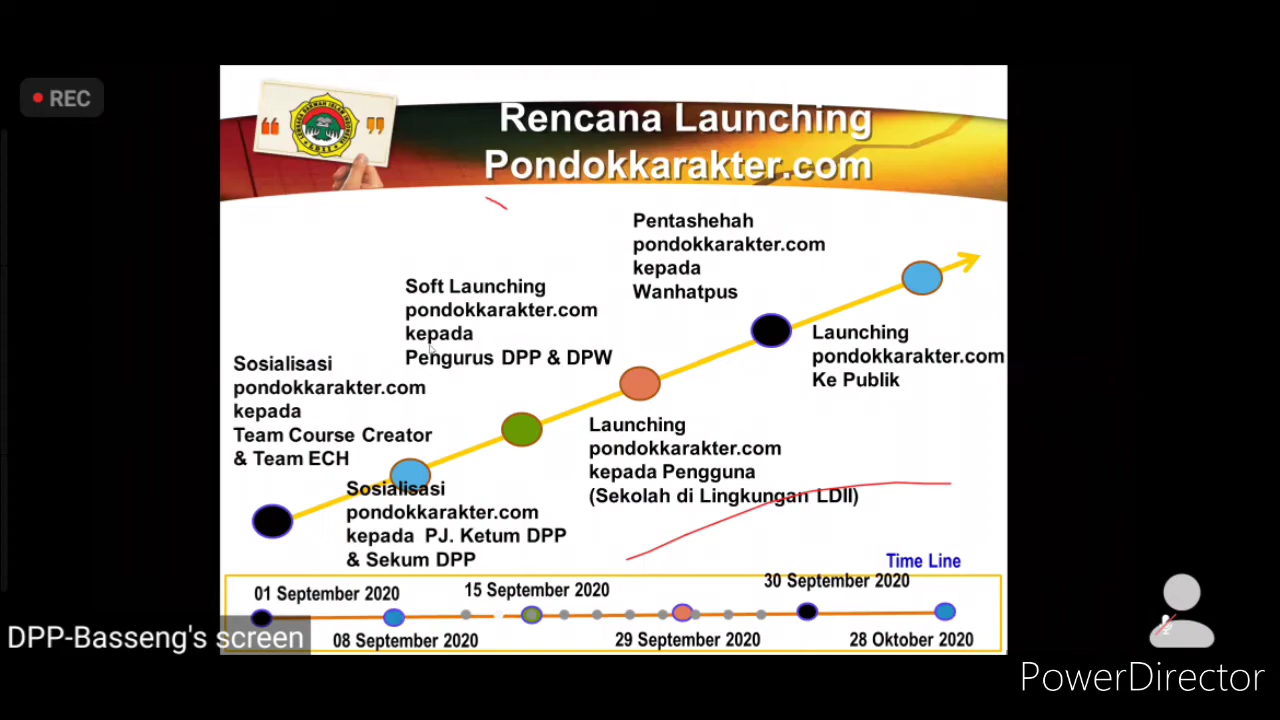 REC
Rencana Launching
Pondokkarakter.com
Pentashehah
pondokkarakter.com
kepada
Wanhatpus
Soft Launching
pondokkarakter.com
kepada
Pengurus DPP & DPW
Launching
pondokkarakter.com
Ke Publik
Sosialisasi
pondokkarakter.com
kepada
Team Course Creator
& Team ECH
Launching
pondokkarakter.com
kepada Pengguna
(Sekolah di Lingkungan LDII)
Sosialisasi
pondokkarakter.com
kepada PJ. Ketum DPP
& Sekum DPP
Time Line
01 September 2020
15 September 2020
30 September 2020
08 September 2020
29 September 2020
28 Oktober 2020
DPP-Basseng's screen
PowerDirector